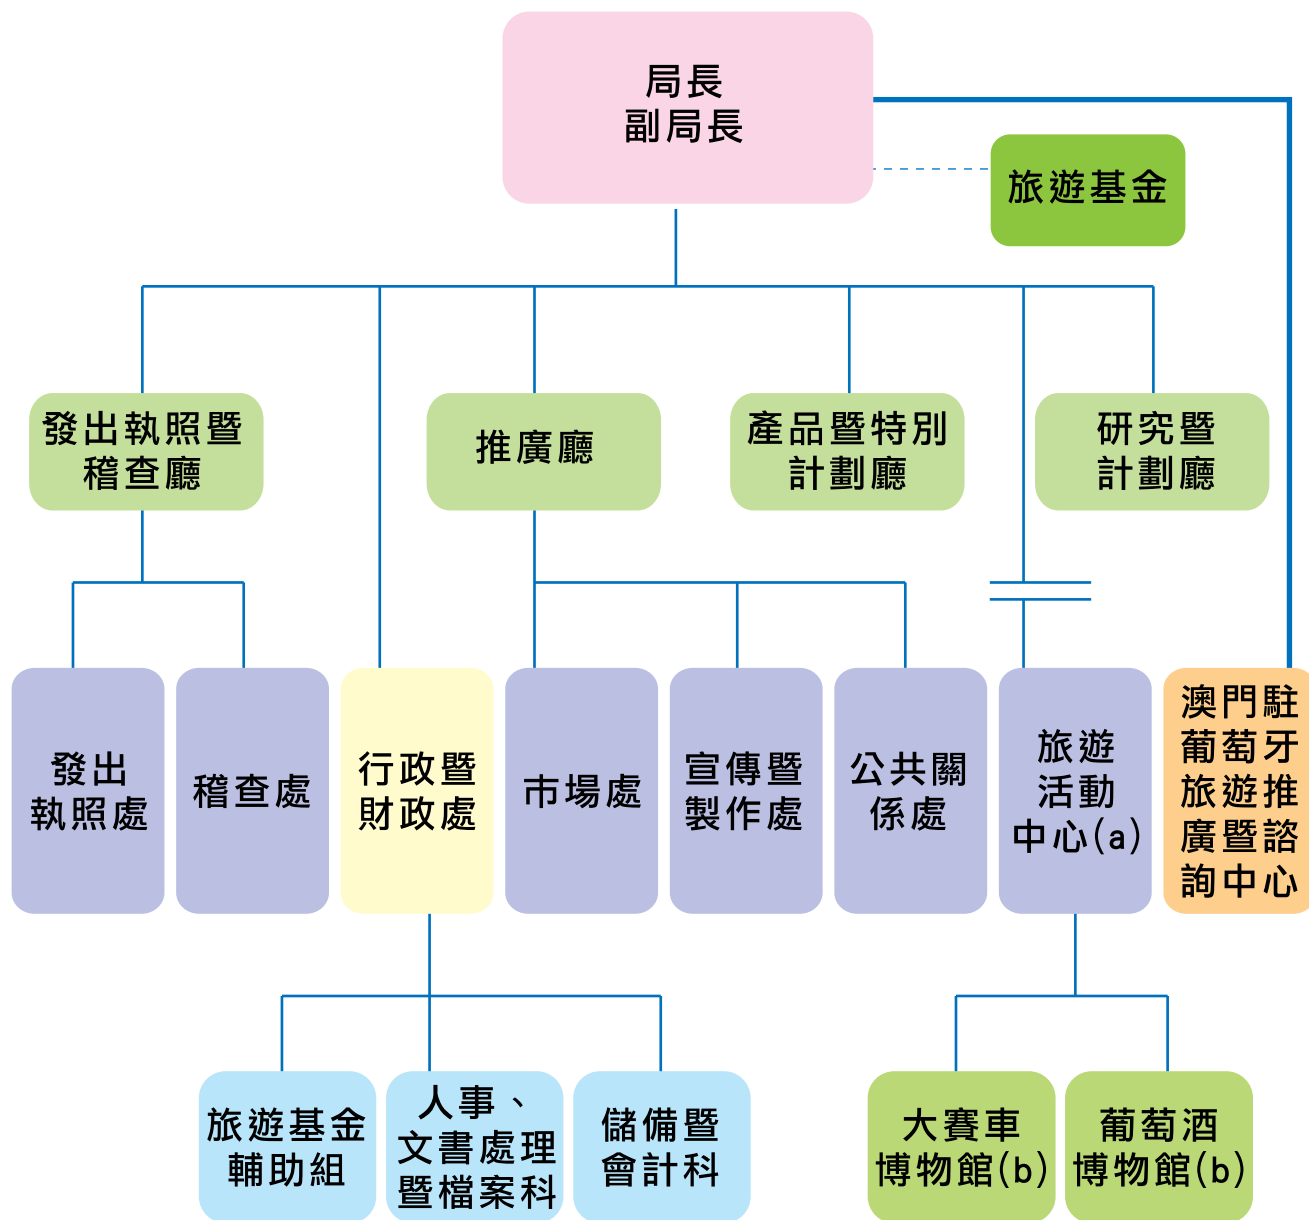 局長
副局長
旅遊基金
發出執照暨
稽查廳
推廣廳
產品暨特別
計劃廳
研究暨
計劃廳
發出
執照處
稽查處
行政暨
財政處
市場處
宣傳暨
製作處
公共關
係處
旅遊
活動
中心(a)
澳門駐
葡萄牙
旅遊推
廣暨諮
詢中心
旅遊基金
輔助組
人事、
文書處理
暨檔案科
儲備暨
會計科
大賽車
博物館(b)
葡萄酒
博物館(b)